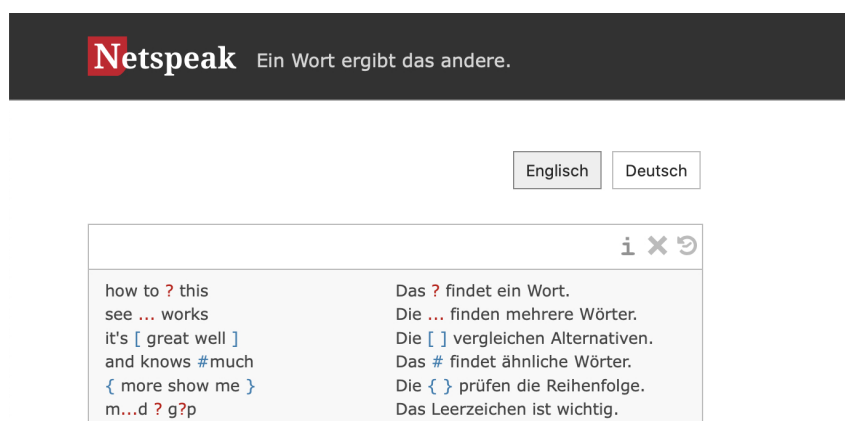 Netspeak Ein Wort ergibt das andere.
Englisch Deutsch
i
how to ? this Das ? findet ein Wort.
see ... works Die ... finden mehrere Wörter.
it's [ great well ] Die [ ] vergleichen Alternativen.
and knows #much Das # findet ähnliche Wörter.
{ more show me } Die { } prüfen die Reihenfolge.
m...d ? g?p Das Leerzeichen ist wichtig.